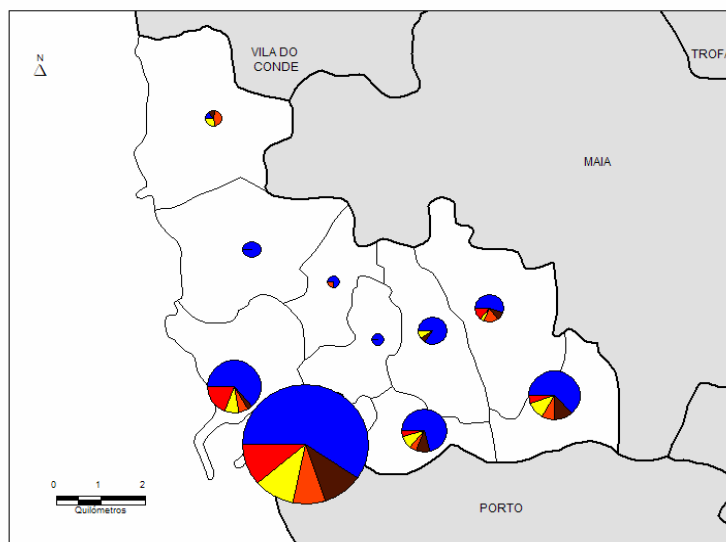 VILA DO
CONDE
TROFA
N
MAIA
0 1 2
Quilómetros
PORTO